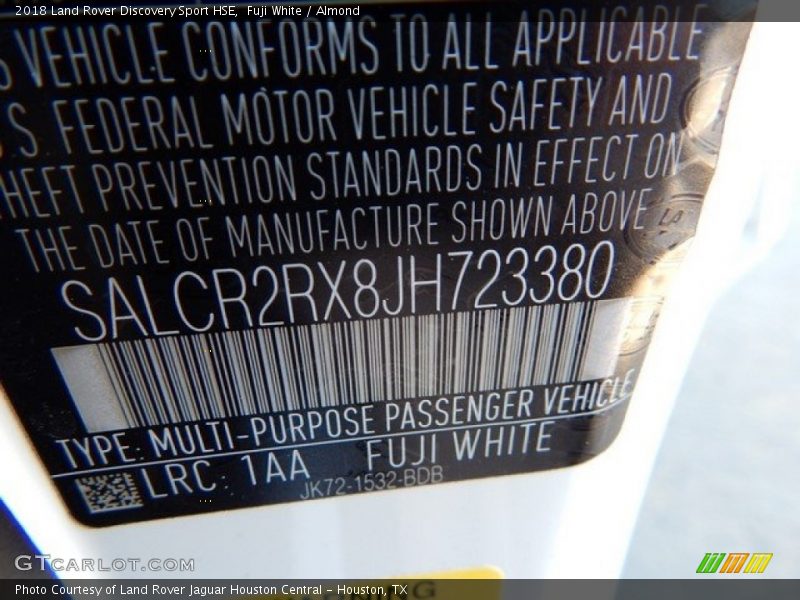 2018 Land Rover Discovery Sport HSE, Fuji White / Almond
VEHICLE CONFORMS TO ALL APPLICABLE
.S. FEDERAL MOTOR VEHICLE SAFETY AND
HEFT PREVENTION STANDARDS IN EFFECT ON
THE DATE OF MANUFACTURE SHOWN ABOVE
SALCR2RX8JH723380
TYPE: MULTI-PURPOSE PASSENGER VEHICLE
LRC: 1AA FUJI WHITE
JK72-1532-BDB
GTCARLOT.COM
Photo Courtesy of Land Rover Jaguar Houston Central - Houston, TX